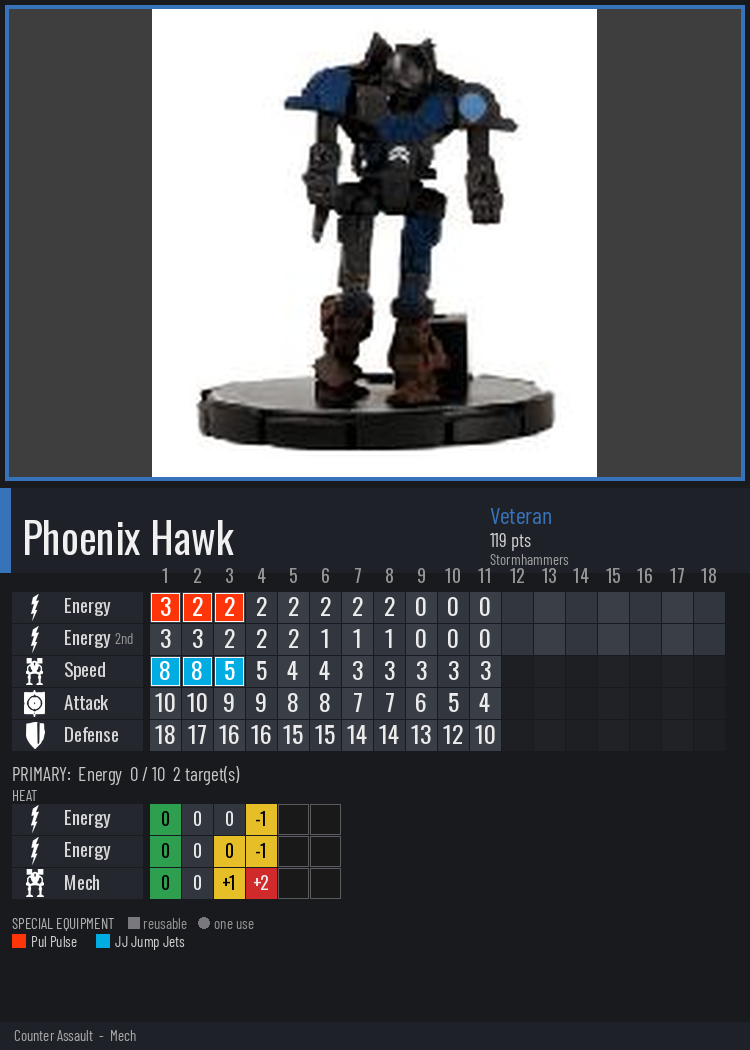 Phoenix Hawk
Veteran
119 pts
Stormhammers
1 2 3 4 5 6 7 8 9 10 11 12 13 14 15 16 17 18
Energy 3 2 2 2 2 2 2 2 0 0 0
Energy 2nd 3 3 2 2 2 1 1 1 0 0 0
Speed 8 8 5 5 4 4 3 3 3 3 3
Attack 10 10 9 9 8 8 7 7 6 5 4
Defense 18 17 16 16 15 15 14 14 13 12 10
PRIMARY: Energy 0 / 10 2 target(s)
HEAT
Energy 0 0 0 -1
Energy 0 0 0 -1
Mech 0 0 +1 +2
SPECIAL EQUIPMENT reusable one use
Pul Pulse JJ Jump Jets
Counter Assault - Mech